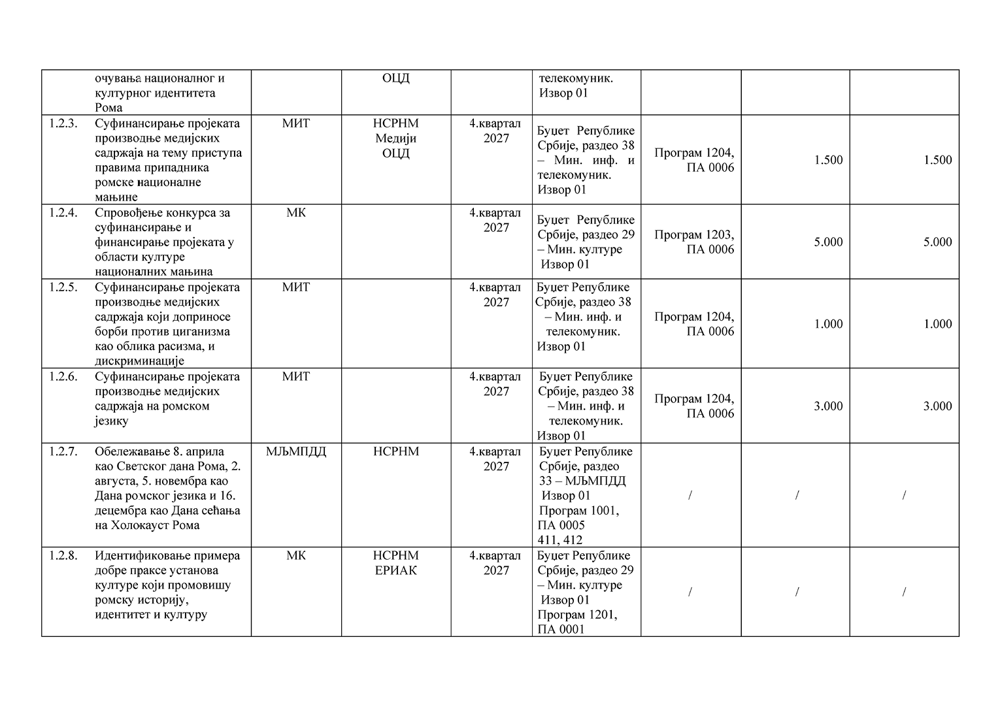 очувања националног и
културног идентитета
Рома
ОЦД
телекомуник.
Извор 01
1.2.3.
Суфинансирање пројеката
производње медијских
садржаја на тему приступа
правима припадника
ромске националне
мањине
МИТ
НСРНМ
Медији
ОЦД
4.квартал
2027
Буџет Републике
Србије, раздео 38
– Мин. инф. и
телекомуник.
Извор 01
Програм 1204,
ПА 0006
1.500
1.500
1.2.4.
Спровођење конкурса за
суфинансирање и
финансирање пројеката у
области културе
националних мањина
МК
4.квартал
2027
Буџет Републике
Србије, раздео 29
– Мин. културе
Извор 01
Програм 1203,
ПА 0006
5.000
5.000
1.2.5.
Суфинансирање пројеката
производње медијских
садржаја који доприносе
борби против циганизма
као облика расизма, и
дискриминације
МИТ
4.квартал
2027
Буџет Републике
Србије, раздео 38
– Мин. инф. и
телекомуник.
Извор 01
Програм 1204,
ПА 0006
1.000
1.000
1.2.6.
Суфинансирање пројеката
производње медијских
садржаја на ромском
језику
МИТ
4.квартал
2027
Буџет Републике
Србије, раздео 38
– Мин. инф. и
телекомуник.
Извор 01
Програм 1204,
ПА 0006
3.000
3.000
1.2.7.
Обележавање 8. априла
као Светског дана Рома, 2.
августа, 5. новембра као
Дана ромског језика и 16.
децембра као Дана сећања
на Холокауст Рома
МЉМПДД
НСРНМ
4.квартал
2027
Буџет Републике
Србије, раздео
33 – МЉМПДД
Извор 01
Програм 1001,
ПА 0005
411, 412
/
/
/
1.2.8.
Идентификовање примера
добре праксе установа
културе који промовишу
ромску историју,
идентитет и културу
МК
НСРНМ
ЕРИАК
4.квартал
2027
Буџет Републике
Србије, раздео 29
– Мин. културе
Извор 01
Програм 1201,
ПА 0001
/
/
/